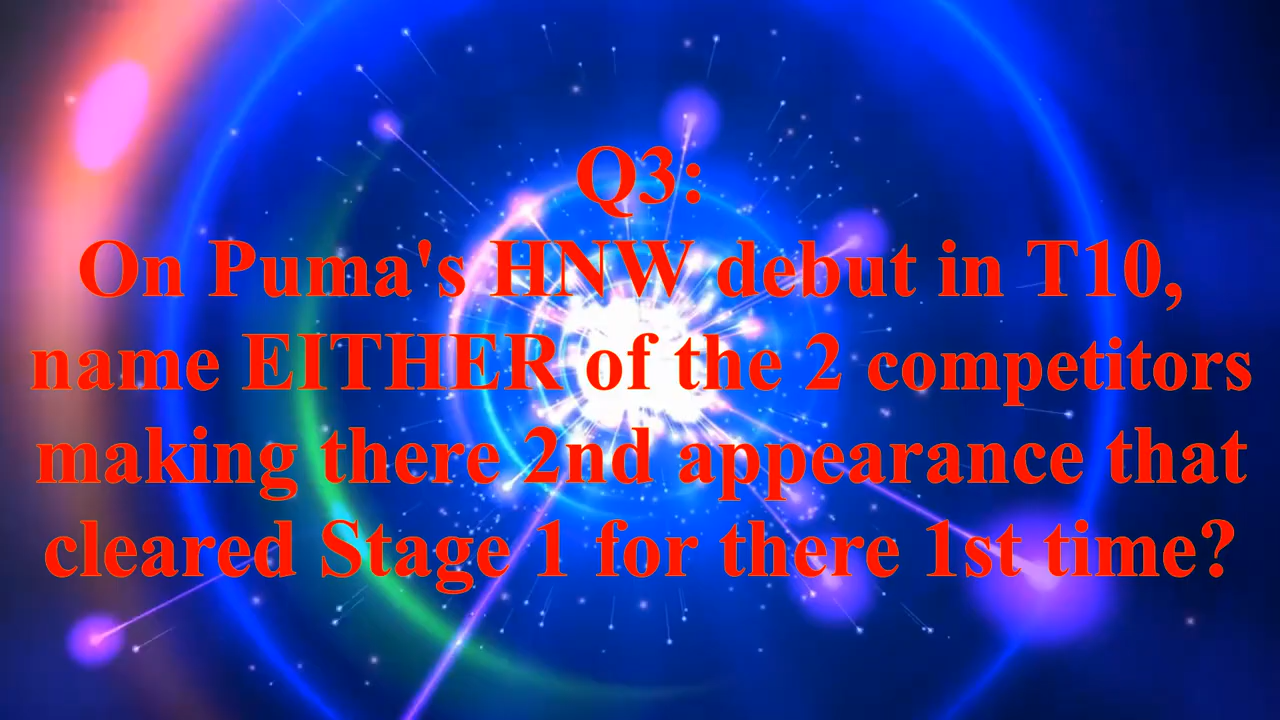 Q3:
On Puma's HNW debut in T10,
name EITHER of the 2 competitors
making there 2nd appearance that
cleared Stage 1 for there 1st time?